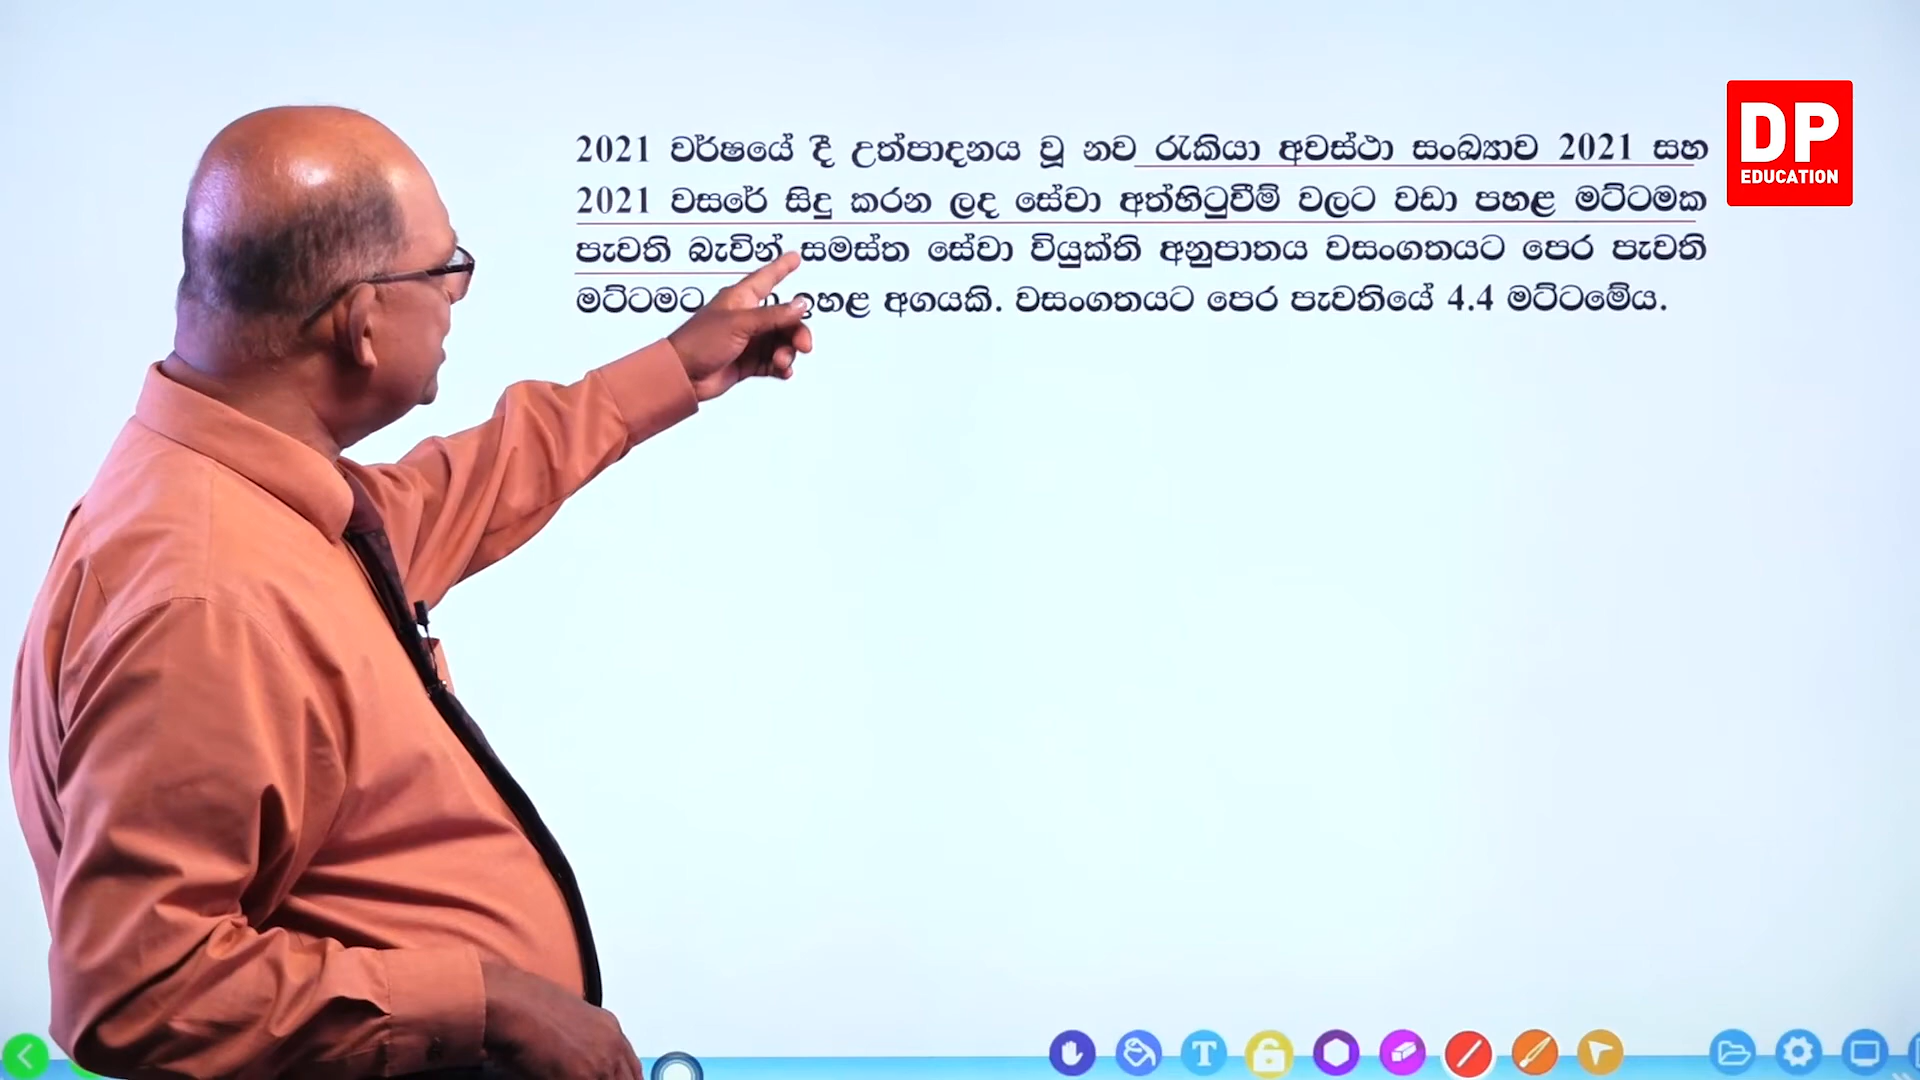 2021 වර්ෂයේ දී උත්පාදනය වූ නව රැකියා අවස්ථා සංඛ්‍යාව 2021 සහ
2021 වසරේ සිදු කරන ලද සේවා අත්හිටුවීම් වලට වඩා පහළ මට්ටමක
පැවති බැවින් සමස්ත සේවා වියුක්ති අනුපාතය වසංගතයට පෙර පැවති
මට්ටමට ඉහළ අගයකි. වසංගතයට පෙර පැවතියේ 4.4 මට්ටමේය.
DP
EDUCATION
T